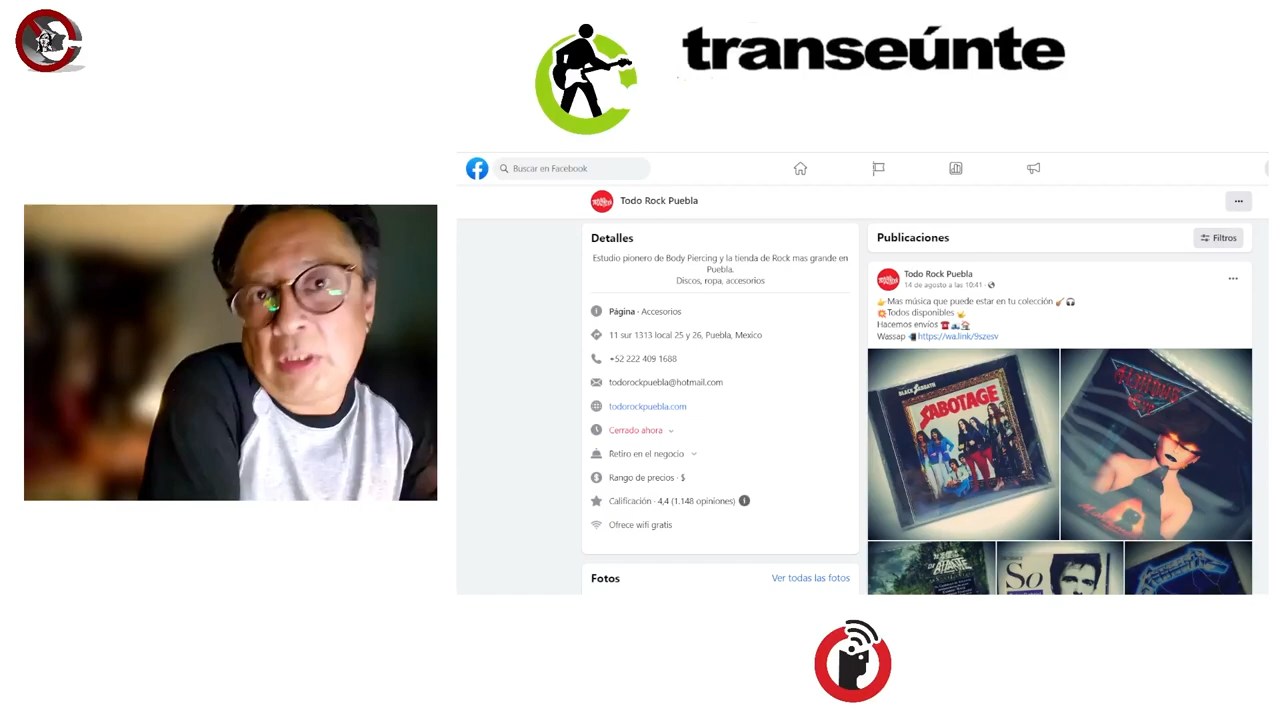 transeúnte
Buscar en Facebook
Todo Rock Puebla
Detalles
Estudio pionero de Body Piercing y la tienda de Rock mas grande en
Puebla.
Discos, ropa, accesorios
Página · Accesorios
11 sur 1313 local 25 y 26, Puebla, Mexico
+52 222 409 1688
todorockpuebla@hotmail.com
todorockpuebla.com
Cerrado ahora
Retiro en el negocio
Rango de precios · $
Calificación · 4,4 (1.148 opiniones)
Ofrece wifi gratis
Fotos
Ver todas las fotos
Publicaciones
Filtros
Todo Rock Puebla
14 de agosto a las 10:41 ·
Mas música que puede estar en tu colección
Todos disponibles
Hacemos envíos
Wassap https://wa.link/9szesv
BLACK SABBATH
SABOTAGE
So